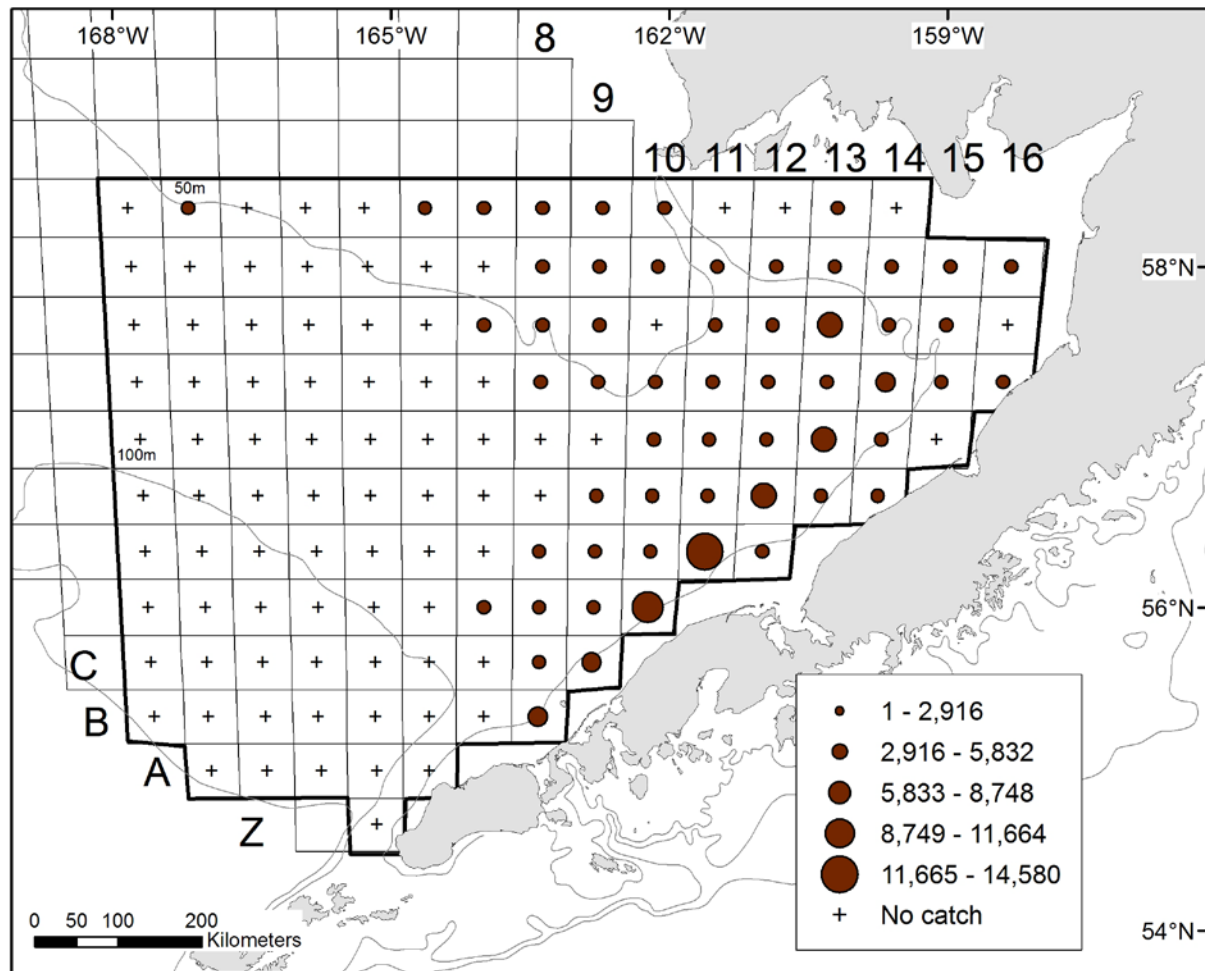 168°W 165°W 162°W 159°W
8
9
10 11 12 13 14 15 16
50m
58°N
100m
56°N
C
B
A
Z
1 - 2,916
2,916 - 5,832
5,833 - 8,748
8,749 - 11,664
11,665 - 14,580
No catch
0 50 100 200
Kilometers
54°N